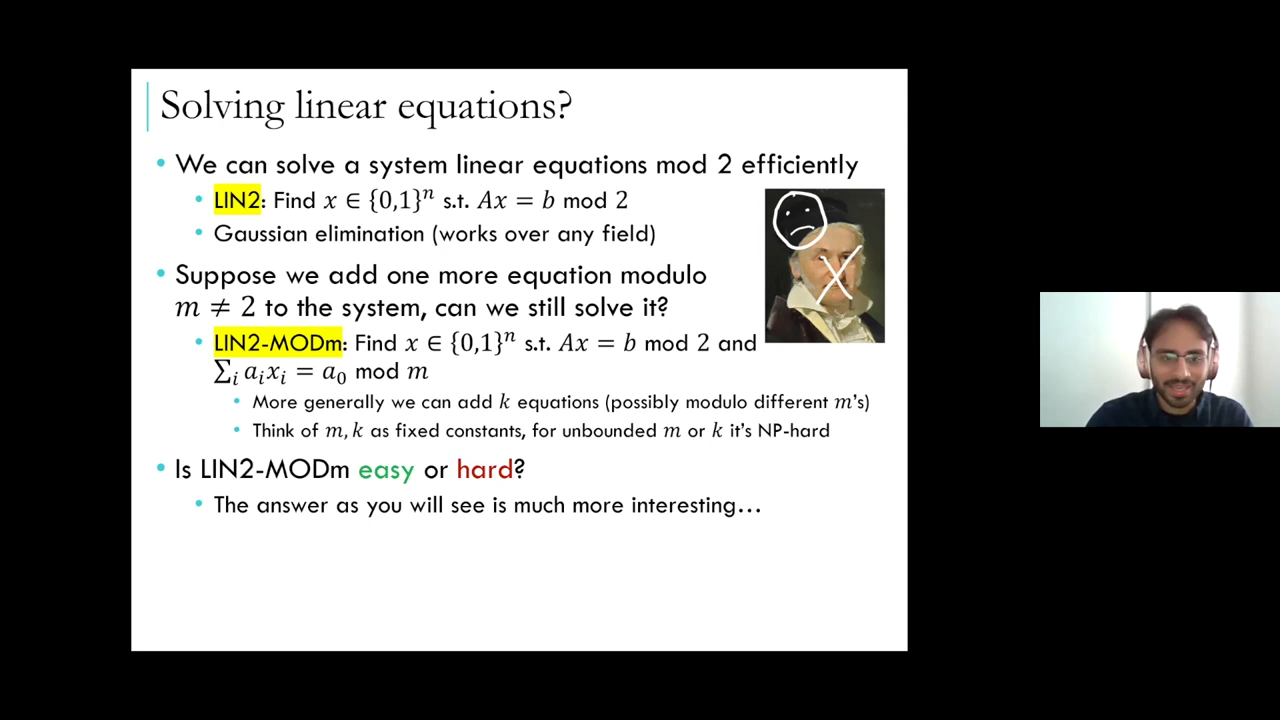 Solving linear equations?
• We can solve a system linear equations mod 2 efficiently
• LIN2: Find 𝑥 ∈ {0,1}ⁿ s.t. 𝐴𝑥 = 𝑏 mod 2
• Gaussian elimination (works over any field)
• Suppose we add one more equation modulo
𝑚 ≠ 2 to the system, can we still solve it?
• LIN2-MODm: Find 𝑥 ∈ {0,1}ⁿ s.t. 𝐴𝑥 = 𝑏 mod 2 and
∑ᵢ 𝑎ᵢ𝑥ᵢ = 𝑎₀ mod 𝑚
• More generally we can add 𝑘 equations (possibly modulo different 𝑚's)
• Think of 𝑚, 𝑘 as fixed constants, for unbounded 𝑚 or 𝑘 it's NP-hard
• Is LIN2-MODm easy or hard?
• The answer as you will see is much more interesting…